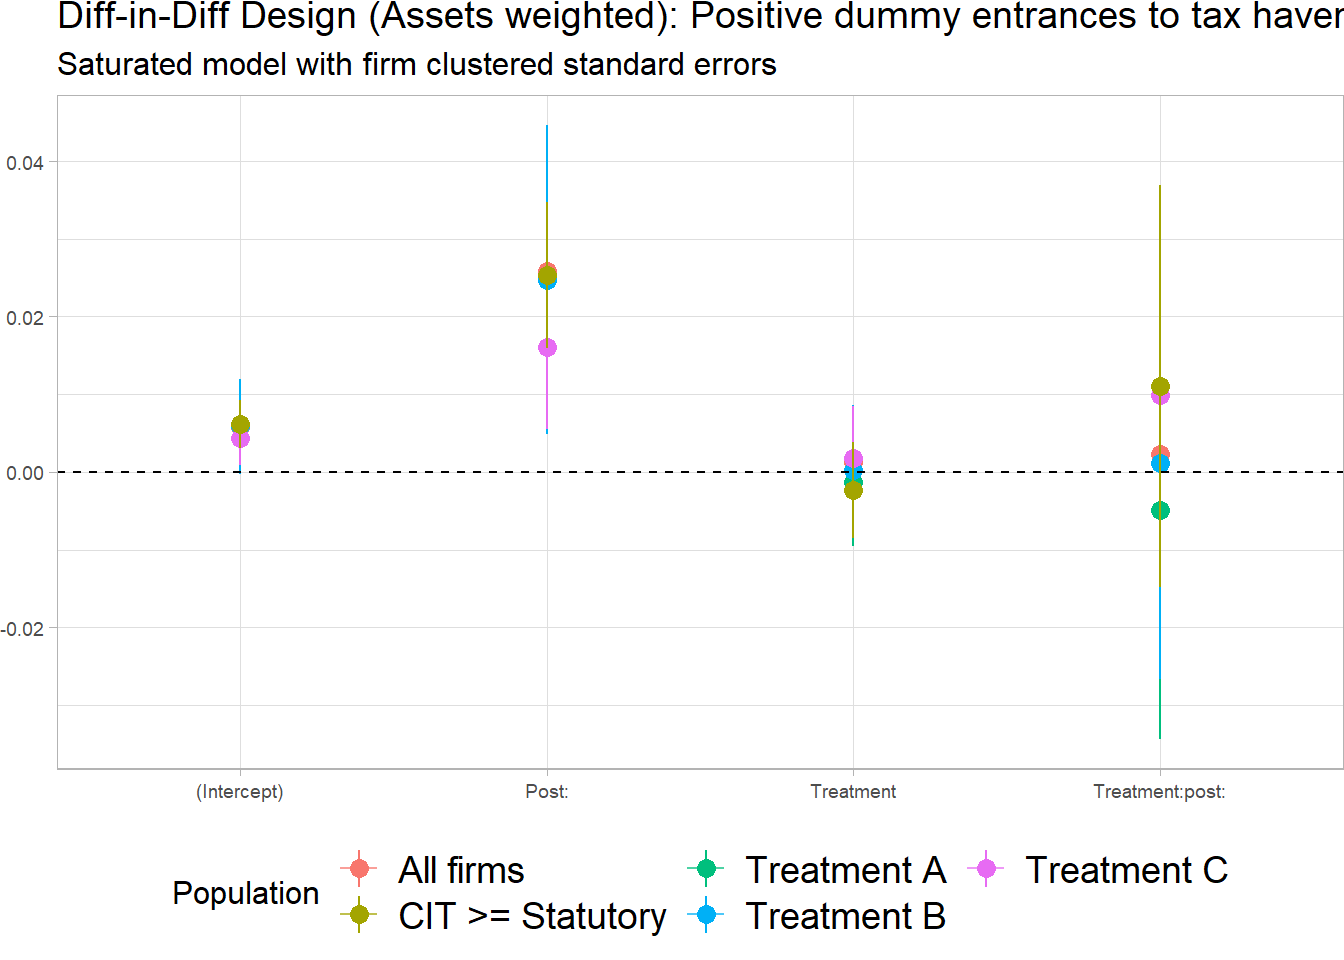 Diff-in-Diff Design (Assets weighted): Positive dummy entrances to tax haven
Saturated model with firm clustered standard errors
0.04
0.02
0.00
-0.02
(Intercept) Post: Treatment Treatment:post:
Population
All firms Treatment A Treatment C
CIT >= Statutory Treatment B